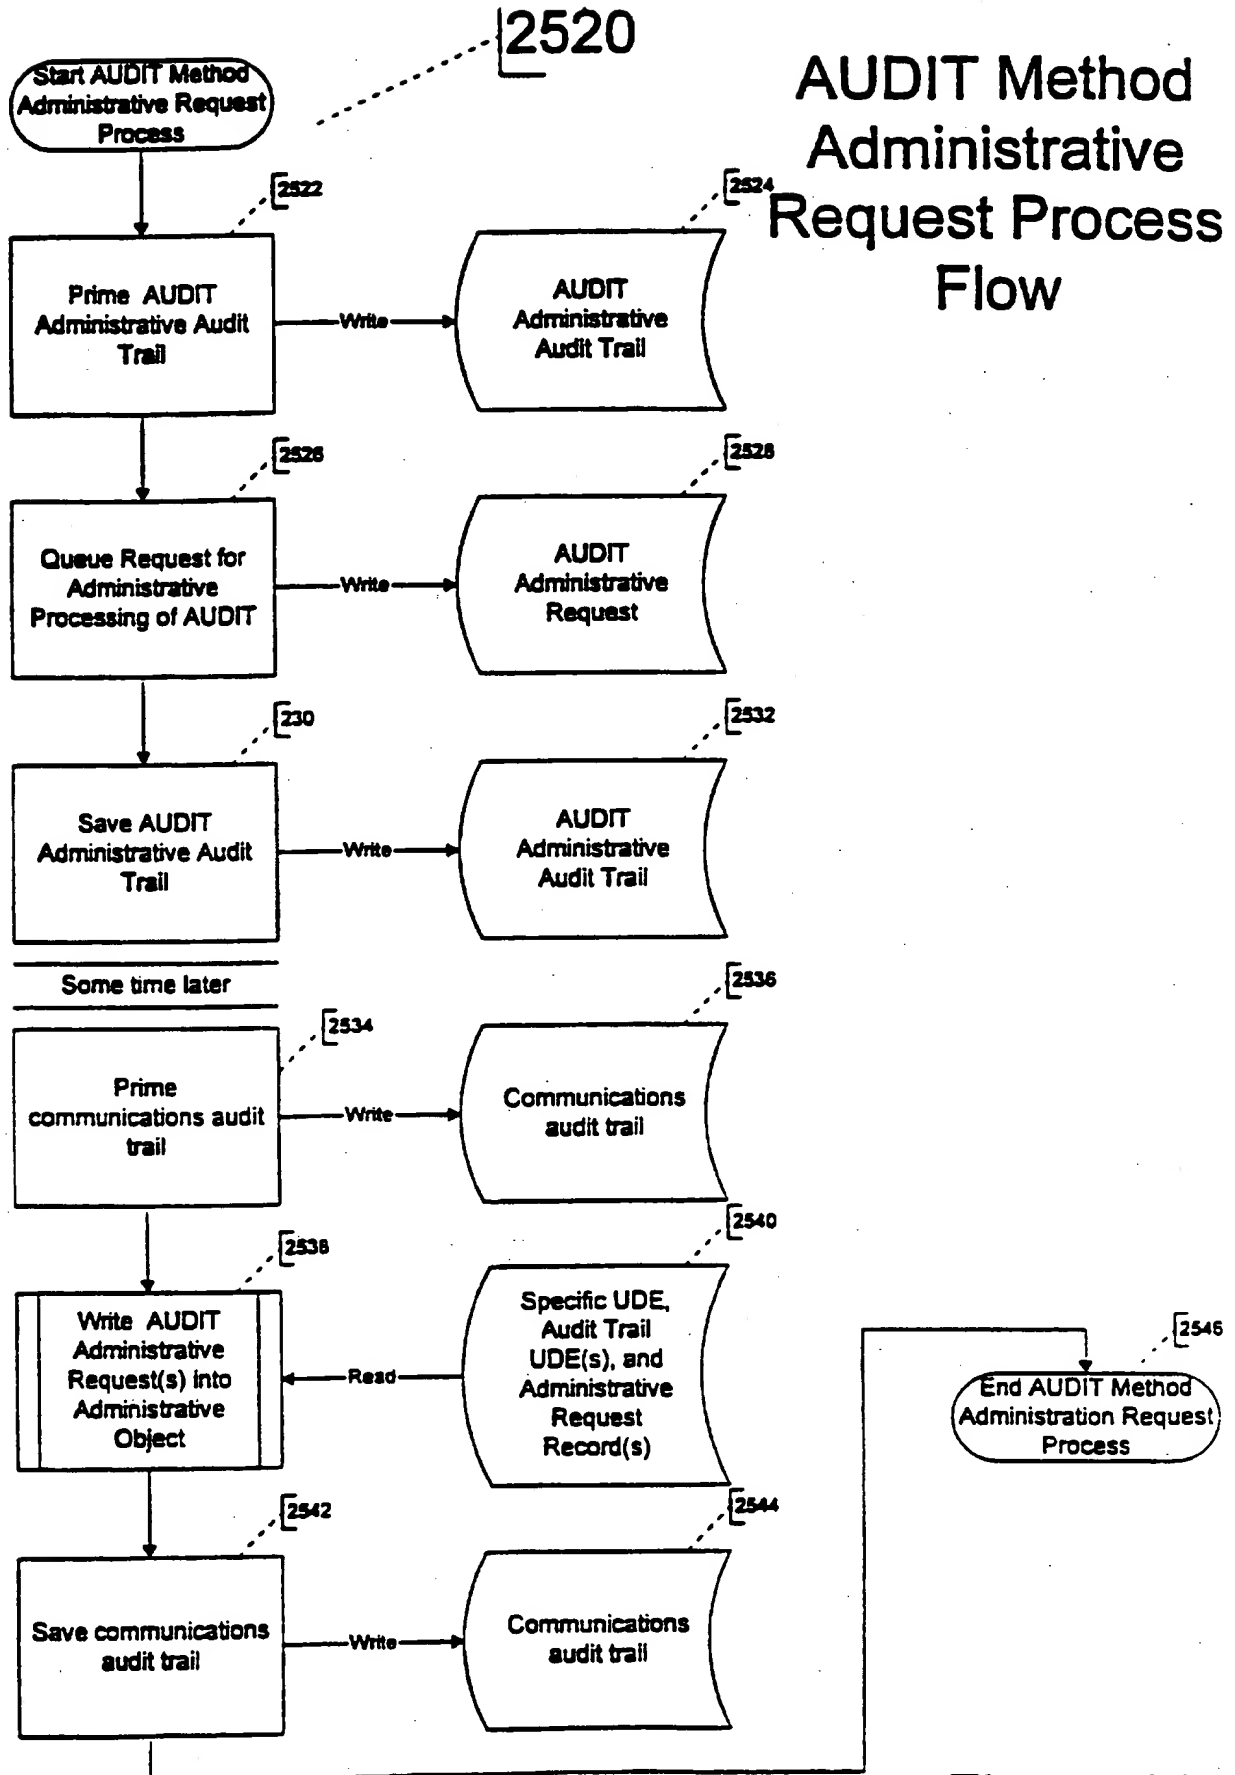 2520
AUDIT Method
Administrative
Request Process
Flow
Start AUDIT Method
Administrative Request
Process
2522
2524
Prime AUDIT
Administrative Audit
Trail
Write
AUDIT
Administrative
Audit Trail
2526
2528
Queue Request for
Administrative
Processing of AUDIT
Write
AUDIT
Administrative
Request
230
2532
Save AUDIT
Administrative Audit
Trail
Write
AUDIT
Administrative
Audit Trail
Some time later
2534
2536
Prime
communications audit
trail
Write
Communications
audit trail
2538
2540
Write AUDIT
Administrative
Request(s) into
Administrative
Object
Read
Specific UDE,
Audit Trail
UDE(s), and
Administrative
Request
Record(s)
2546
End AUDIT Method
Administration Request
Process
2542
2544
Save communications
audit trail
Write
Communications
audit trail